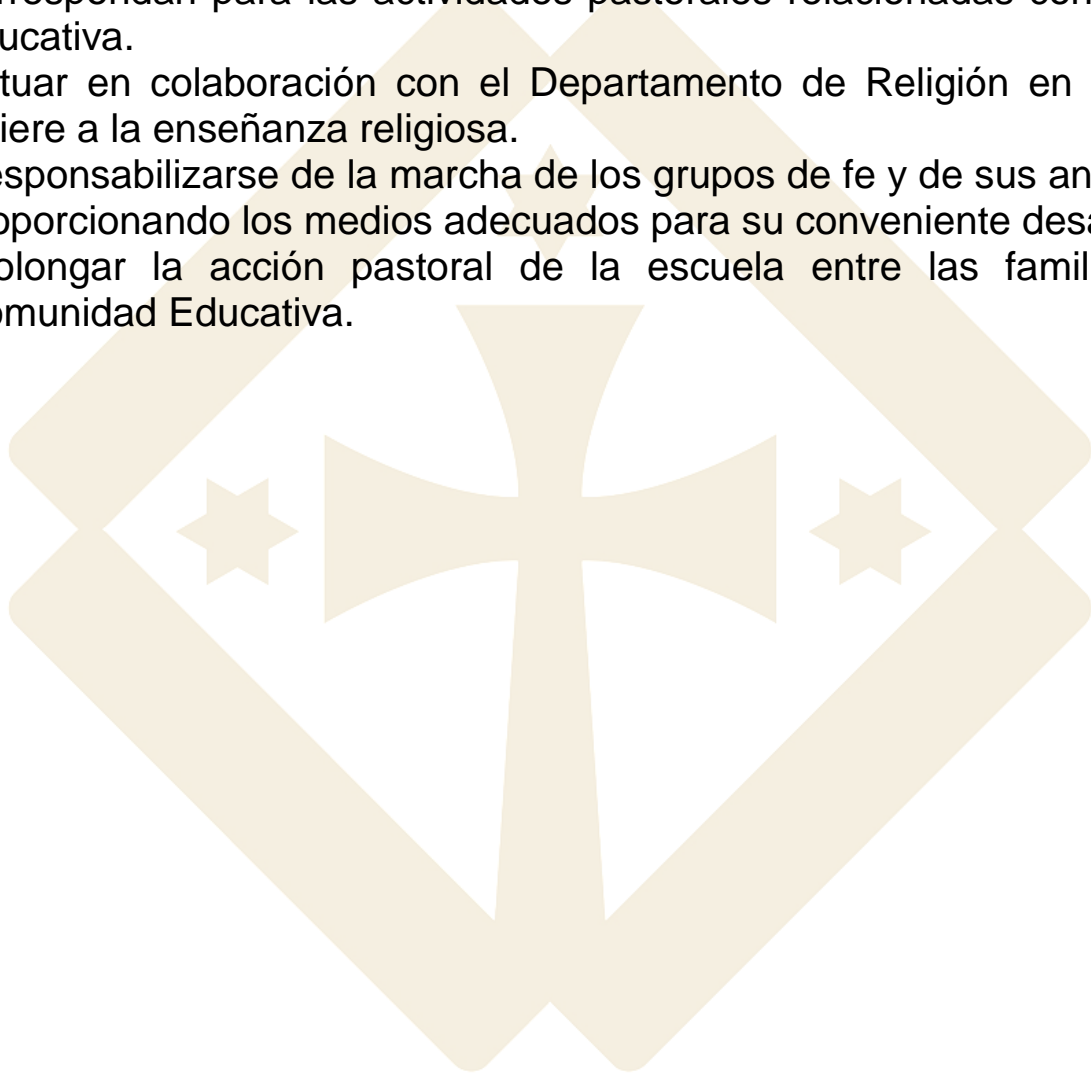 rrespondan para las actividades pastorales relacionadas con
ucativa.
tuar en colaboración con el Departamento de Religión en
iere a la enseñanza religiosa.
esponsabilizarse de la marcha de los grupos de fe y de sus an
oporcionando los medios adecuados para su conveniente desa
olongar la acción pastoral de la escuela entre las famil
omunidad Educativa.